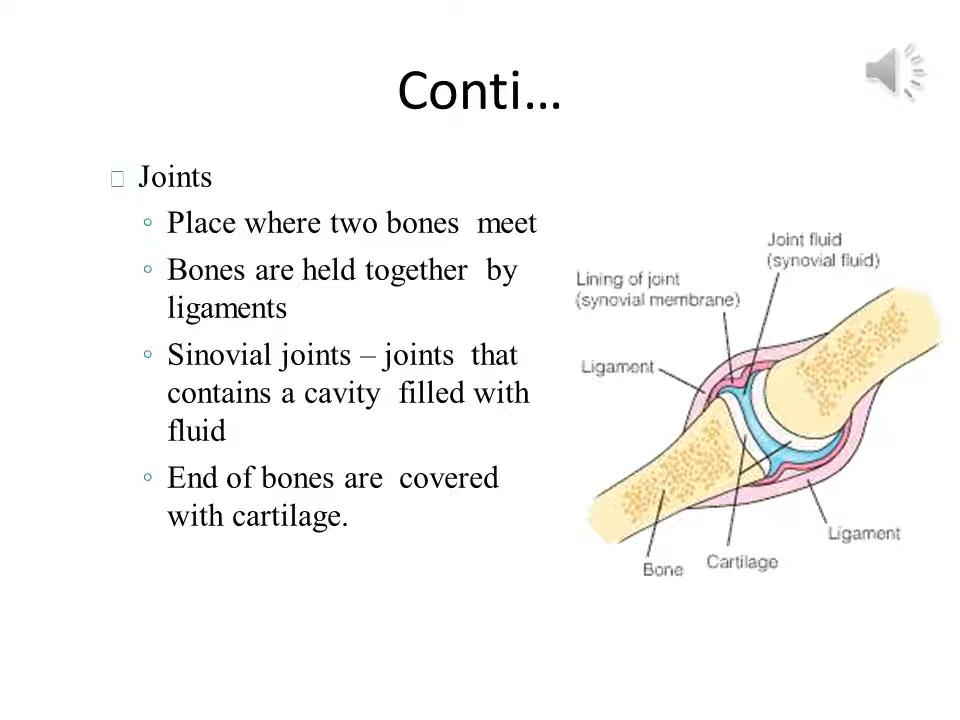 Conti…
Joints
Place where two bones meet
Bones are held together by
ligaments
Sinovial joints – joints that
contains a cavity filled with
fluid
End of bones are covered
with cartilage.
Joint fluid
(synovial fluid)
Lining of joint
(synovial membrane)
Ligament
Ligament
Cartilage
Bone